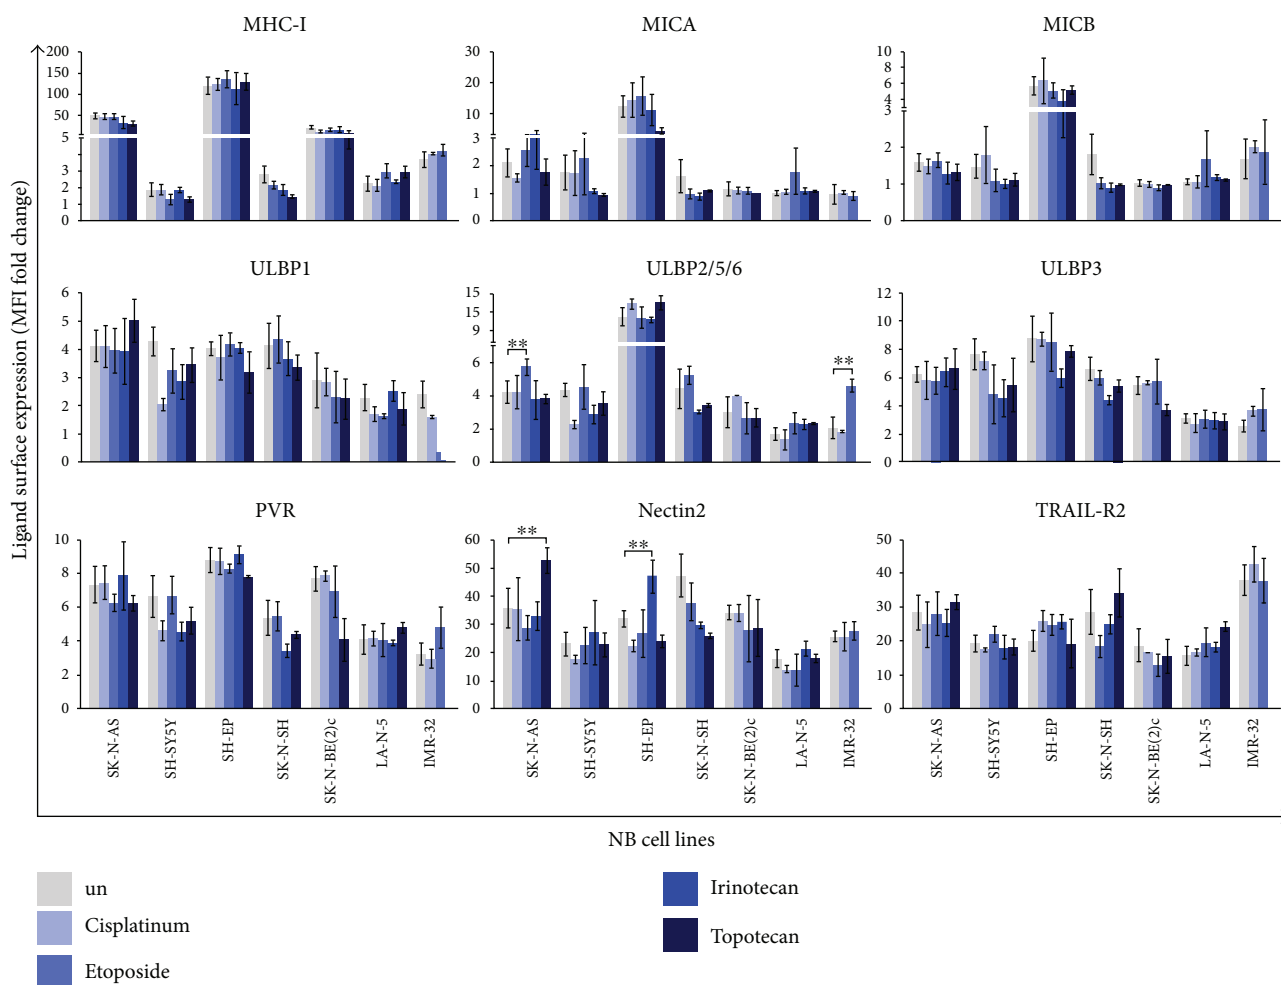 MHC-I
MICA
MICB
200
150
100
50
5
3
2
1
0
30
20
10
3
2
1
0
10
8
6
4
3
2
1
0
Ligand surface expression (MFI fold change)
ULBP1
ULBP2/5/6
ULBP3
6
5
4
3
2
1
0
15
15
9
6
4
2
0
12
10
8
6
4
2
0
PVR
Nectin2
TRAIL-R2
10
8
6
4
2
0
60
50
40
30
20
10
0
50
40
30
20
10
0
**
**
**
**
SK-N-AS
SH-SY5Y
SH-EP
SK-N-SH
SK-N-BE(2)c
LA-N-5
IMR-32
SK-N-AS
SH-SY5Y
SH-EP
SK-N-SH
SK-N-BE(2)c
LA-N-5
IMR-32
SK-N-AS
SH-SY5Y
SH-EP
SK-N-SH
SK-N-BE(2)c
LA-N-5
IMR-32
NB cell lines
un
Cisplatinum
Etoposide
Irinotecan
Topotecan